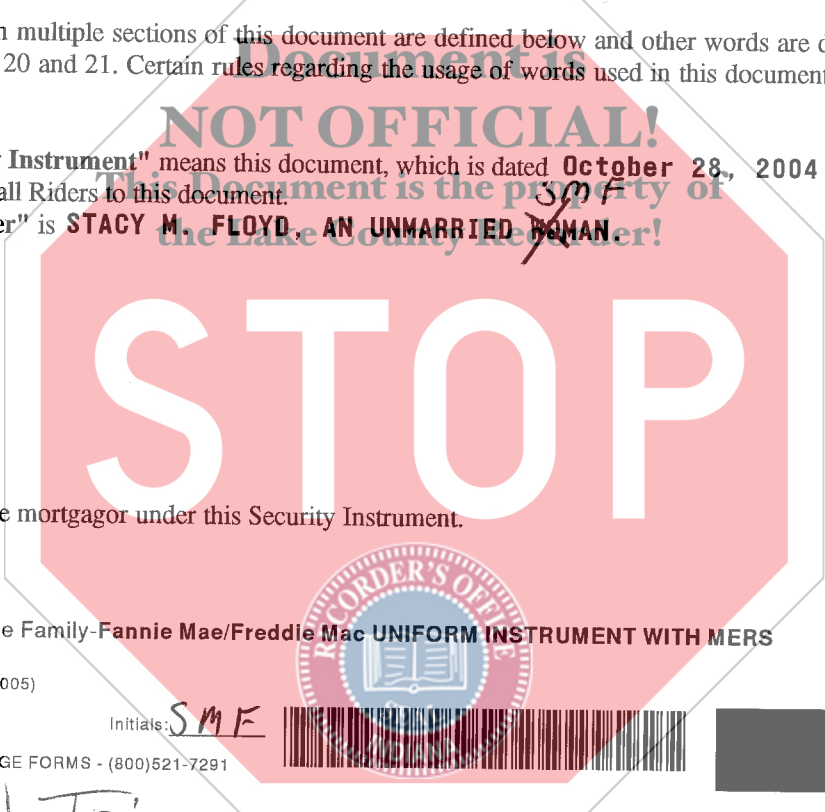 n multiple sections of this document are defined below and other words are d
Document is
20 and 21. Certain rules regarding the usage of words used in this document
NOT OFFICIAL!
Instrument" means this document, which is dated October 28, 2004
This Document is the property of
all Riders to this document.
SMF
er" is STACY M. FLOYD, AN UNMARRIED WOMAN.
the Lake County Recorder!
STOP
e mortgagor under this Security Instrument.
RECORDER'S OFFICE
e Family-Fannie Mae/Freddie Mac UNIFORM INSTRUMENT WITH MERS
005)
SEAL
Initials: SMF
INDIANA
GE FORMS - (800)521-7291